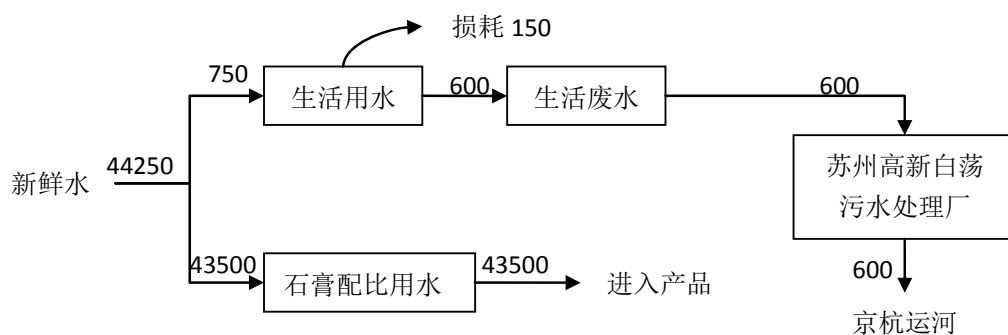 损耗 150
750
生活用水
600
生活废水
600
44250
新鲜水
苏州高新白荡
污水处理厂
43500
石膏配比用水
43500
进入产品
600
京杭运河